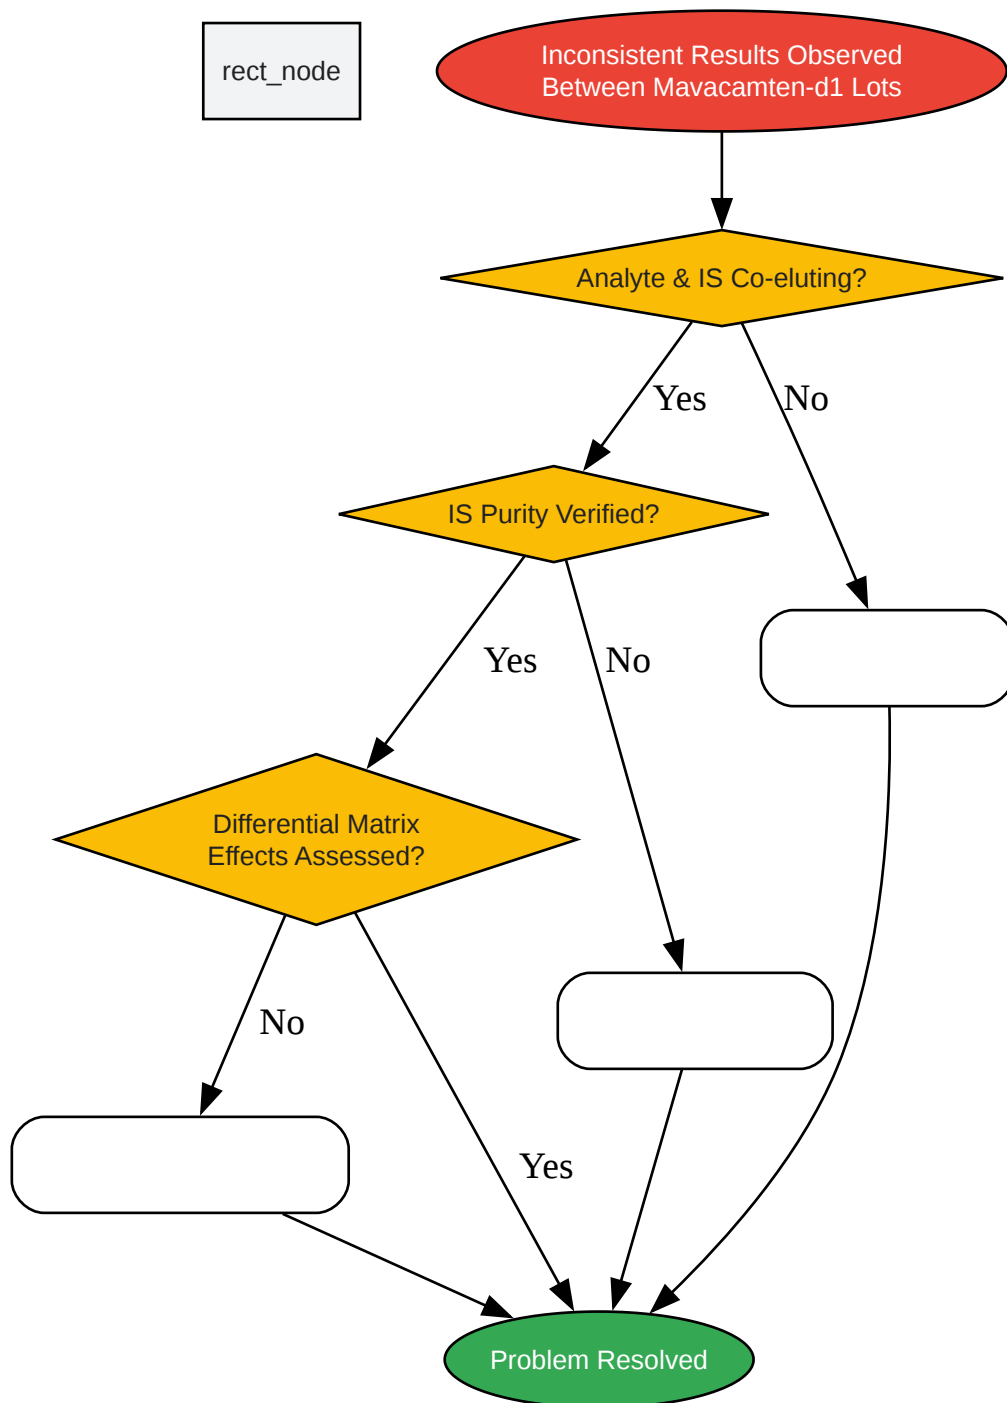 rect_node
Inconsistent Results Observed
Between Mavacamten-d1 Lots
Analyte & IS Co-eluting?
Yes
No
IS Purity Verified?
Yes
No
Differential Matrix
Effects Assessed?
No
Yes
Problem Resolved